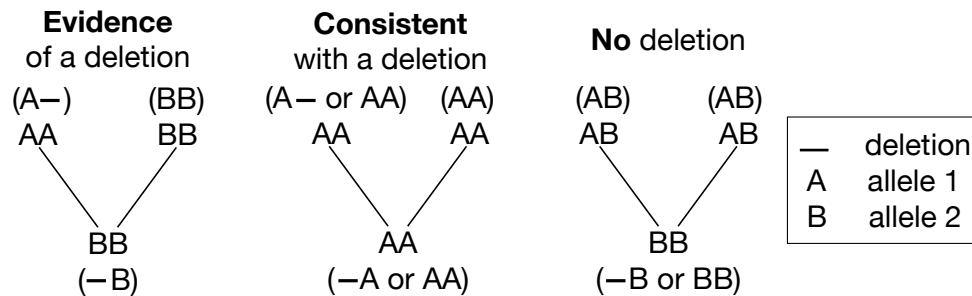 Evidence
of a deletion
(A–) (BB)
AA BB
BB
(–B)
Consistent
with a deletion
(A– or AA) (AA)
AA AA
AA
(–A or AA)
No deletion
(AB) (AB)
AB AB
BB
(–B or BB)
— deletion
A allele 1
B allele 2